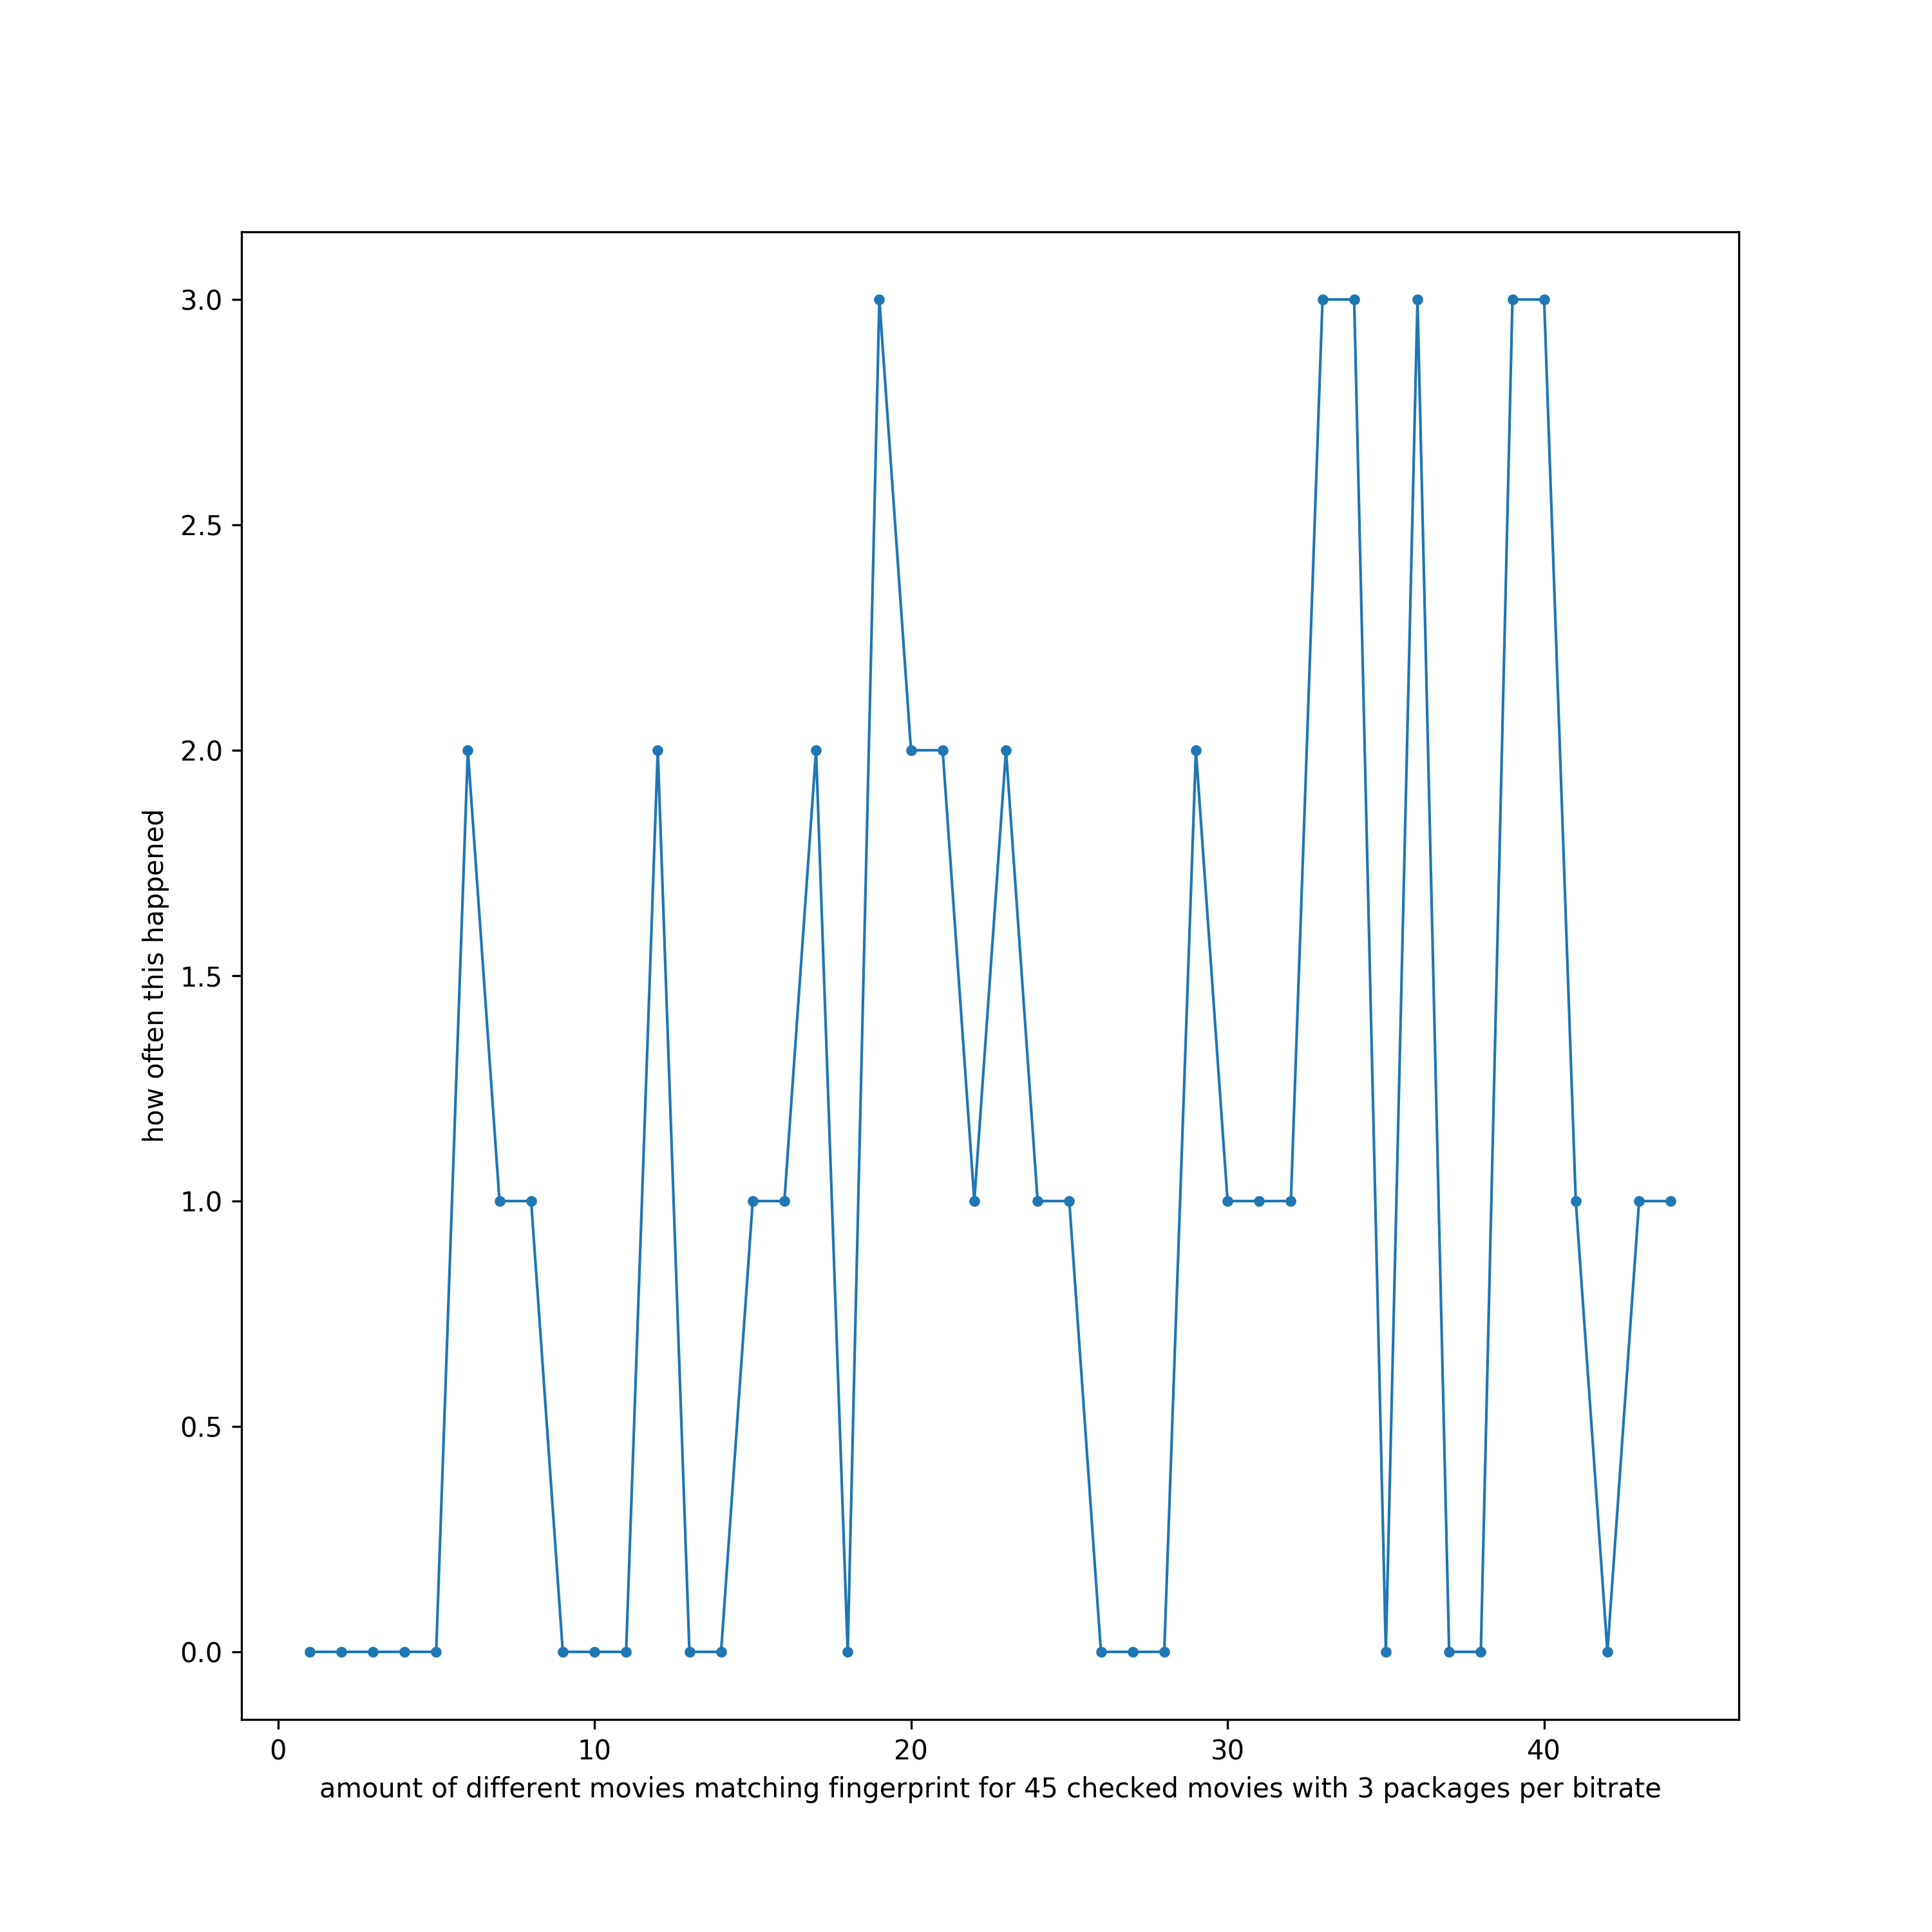 3.0
2.5
2.0
1.5
1.0
0.5
0.0
how often this happened
0 10 20 30 40
amount of different movies matching fingerprint for 45 checked movies with 3 packages per bitrate